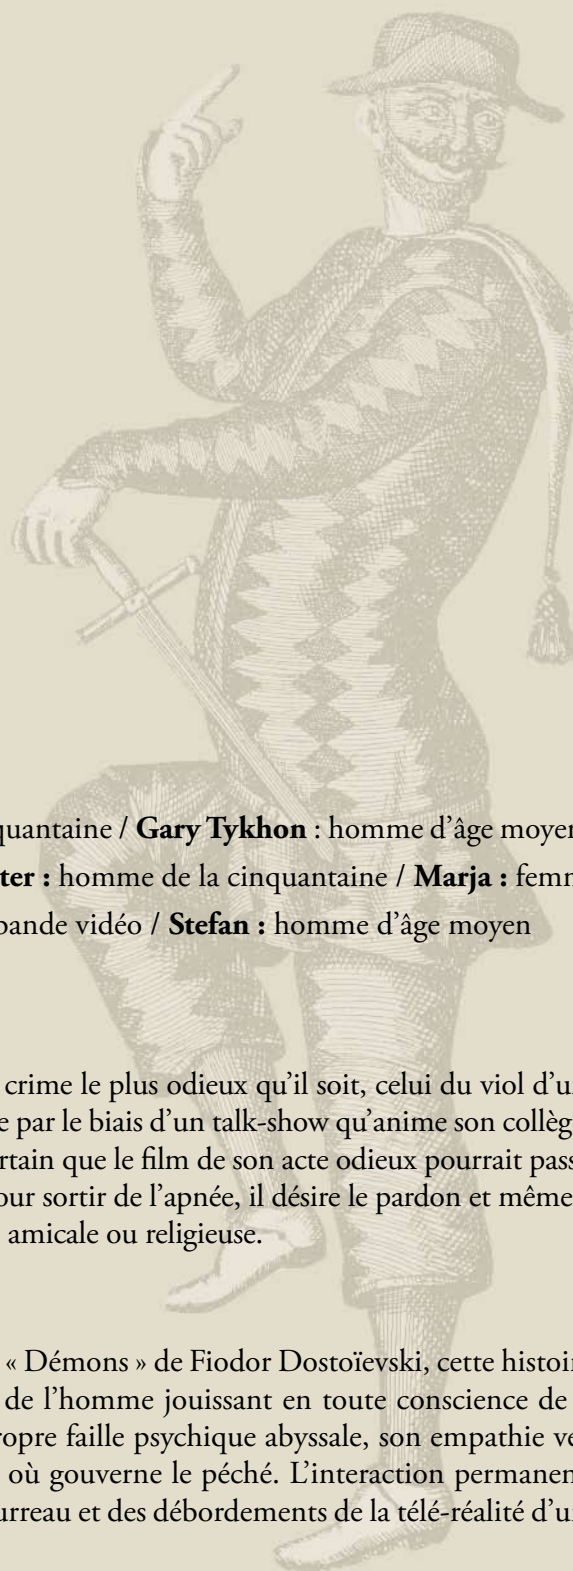 quantaine / Gary Tykhon : homme d'âge moyen
ter : homme de la cinquantaine / Marja : femm
bande vidéo / Stefan : homme d'âge moyen
crime le plus odieux qu'il soit, celui du viol d'u
e par le biais d'un talk-show qu'anime son collèg
rtain que le film de son acte odieux pourrait pass
our sortir de l'apnée, il désire le pardon et même
amicale ou religieuse.
« Démons » de Fiodor Dostoïevski, cette histoir
de l'homme jouissant en toute conscience de
ropre faille psychique abyssale, son empathie ve
où gouverne le péché. L'interaction permanen
urreau et des débordements de la télé-réalité d'u